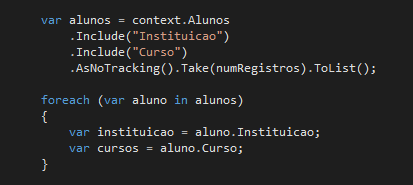 var alunos = context.Alunos
.Include("Instituicao")
.Include("Curso")
.AsNoTracking().Take(numRegistros).ToList();
foreach (var aluno in alunos)
{
var instituicao = aluno.Instituicao;
var cursos = aluno.Curso;
}